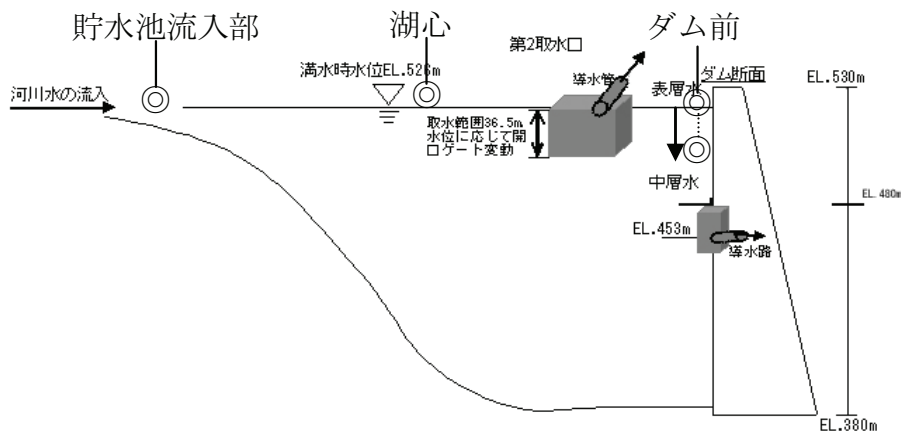 貯水池流入部
湖心
ダム前
第2取水口
満水時水位EL.526m
導水管
表層水
ダム断面
EL.530m
河川水の流入
取水範囲36.5m
水位に応じて開
口ゲート変動
中層水
EL.480m
EL.453m
導水路
EL.380m